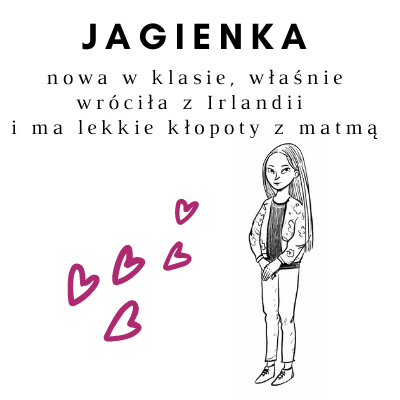 JAGIENKA
nowa w klasie, właśnie
wróciła z Irlandii
i ma lekkie kłopoty z matmą